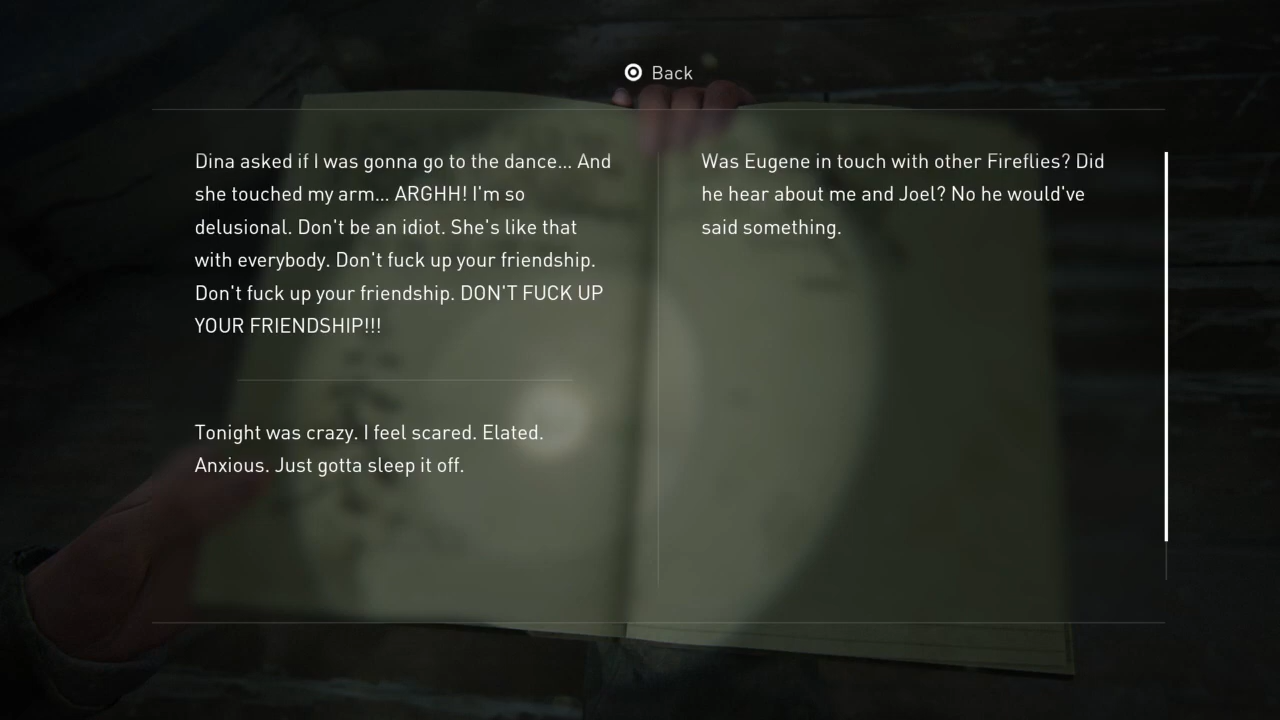 Back
Dina asked if I was gonna go to the dance... And
she touched my arm... ARGHH! I'm so
delusional. Don't be an idiot. She's like that
with everybody. Don't fuck up your friendship.
Don't fuck up your friendship. DON'T FUCK UP
YOUR FRIENDSHIP!!!
Tonight was crazy. I feel scared. Elated.
Anxious. Just gotta sleep it off.
Was Eugene in touch with other Fireflies? Did
he hear about me and Joel? No he would've
said something.